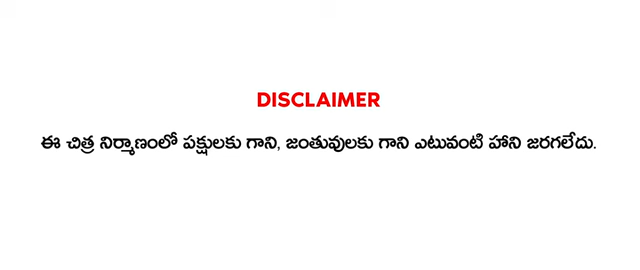 DISCLAIMER
ఈ చిత్ర నిర్మాణంలో పక్షులకు గాని, జంతువులకు గాని ఎటువంటి హాని జరగలేదు.